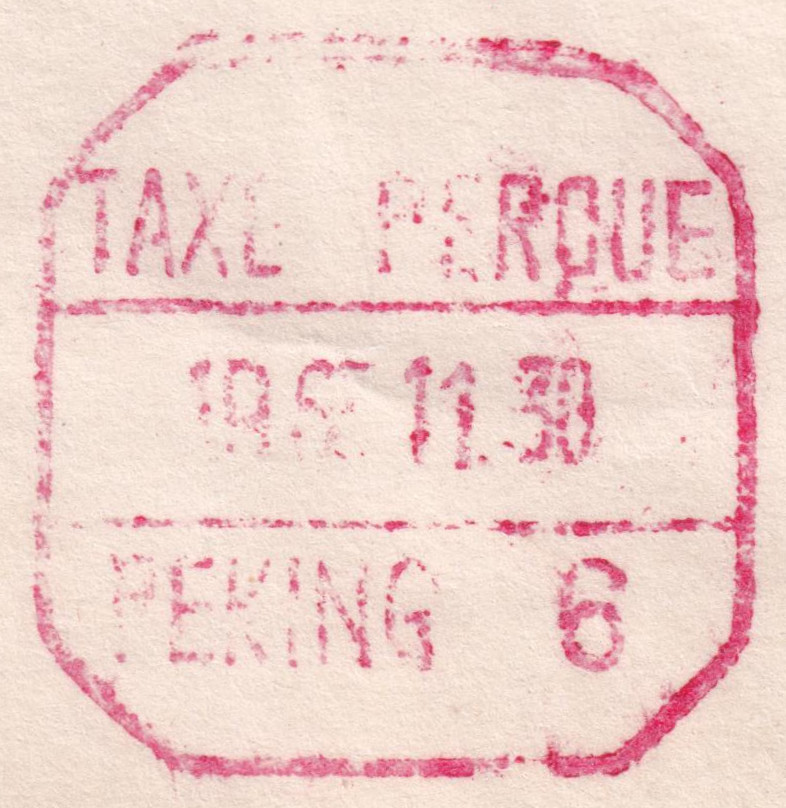 TAXE PERÇUE
11.30
PEKING 6